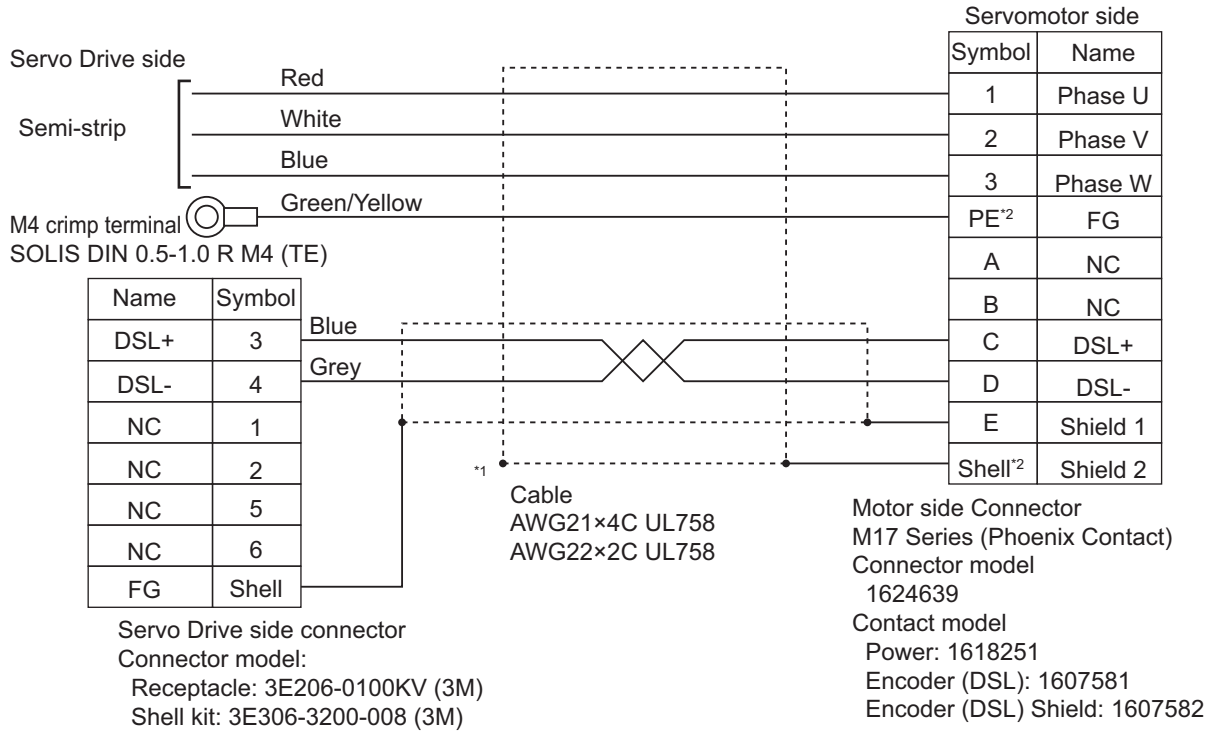 Servomotor side
Symbol Name
1 Phase U
2 Phase V
3 Phase W
PE*2 FG
A NC
B NC
C DSL+
D DSL-
E Shield 1
Shell*2 Shield 2
Servo Drive side
Semi-strip
Red
White
Blue
Green/Yellow
M4 crimp terminal
SOLIS DIN 0.5-1.0 R M4 (TE)
Name Symbol
DSL+ 3
DSL- 4
NC 1
NC 2
NC 5
NC 6
FG Shell
Blue
Grey
*1
Cable
AWG21×4C UL758
AWG22×2C UL758
Servo Drive side connector
Connector model:
Receptacle: 3E206-0100KV (3M)
Shell kit: 3E306-3200-008 (3M)
Motor side Connector
M17 Series (Phoenix Contact)
Connector model
1624639
Contact model
Power: 1618251
Encoder (DSL): 1607581
Encoder (DSL) Shield: 1607582